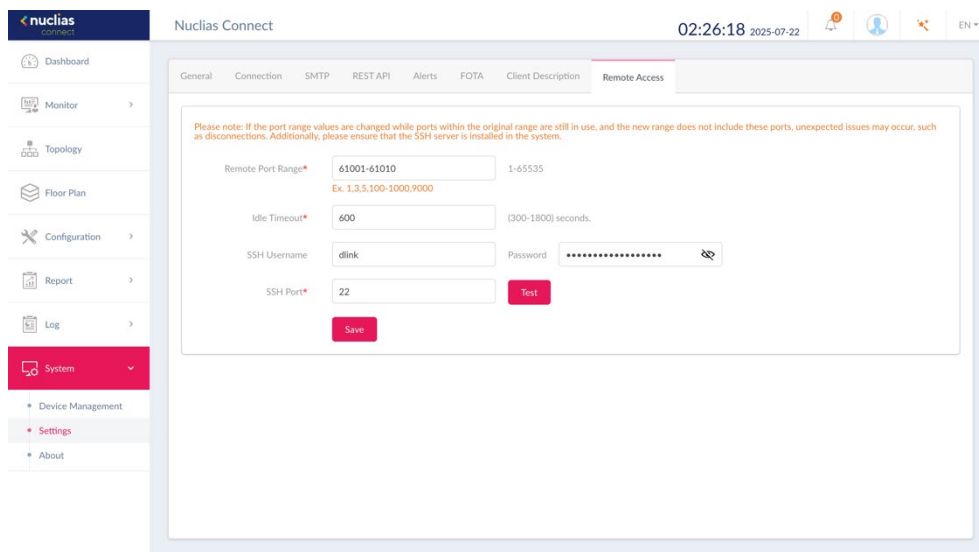 nuclias
connect
Nuclias Connect
02:26:18 2025-07-22
0
EN
Dashboard
Monitor
Topology
Floor Plan
Configuration
Report
Log
System
Device Management
Settings
About
General Connection SMTP REST API Alerts FOTA Client Description Remote Access
Please note: If the port range values are changed while ports within the original range are still in use, and the new range does not include these ports, unexpected issues may occur, such
as disconnections. Additionally, please ensure that the SSH server is installed in the system.
Remote Port Range* 61001-61010 1-65535
Ex. 1,3,5,100-1000,9000
Idle Timeout* 600 (300-1800) seconds.
SSH Username dlink Password ••••••••••••••••••
SSH Port* 22 Test
Save